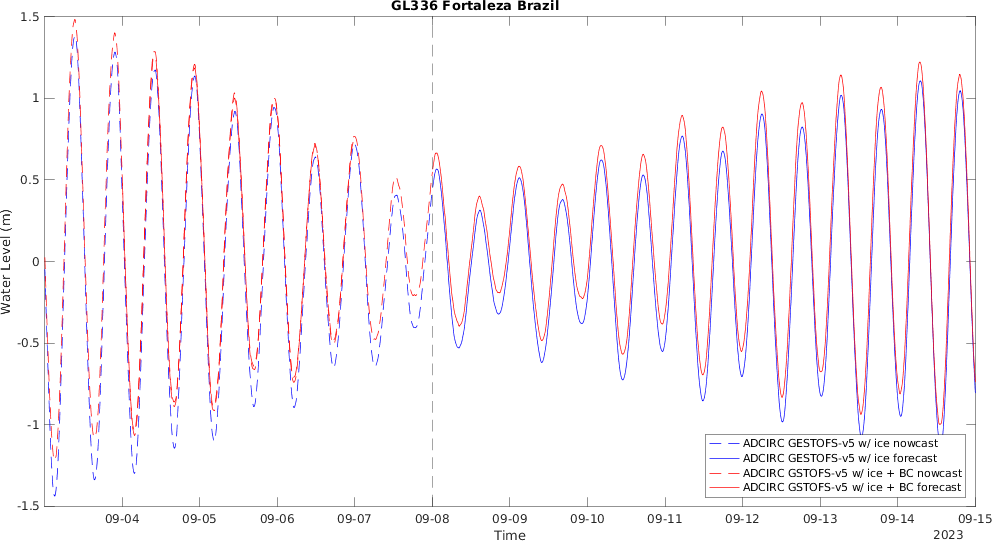 GL336 Fortaleza Brazil
1.5
1
0.5
0
-0.5
-1
-1.5
Water Level (m)
09-04 09-05 09-06 09-07 09-08 09-09 09-10 09-11 09-12 09-13 09-14 09-15
Time
2023
ADCIRC GESTOFS-v5 w/ ice nowcast
ADCIRC GESTOFS-v5 w/ ice forecast
ADCIRC GSTOFS-v5 w/ ice + BC nowcast
ADCIRC GSTOFS-v5 w/ ice + BC forecast